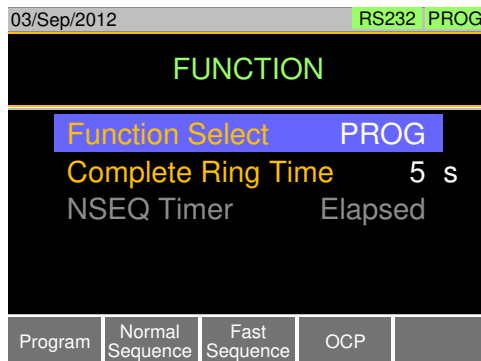 03/Sep/2012 RS232 PROG
FUNCTION
Function Select PROG
Complete Ring Time 5 s
NSEQ Timer Elapsed
Program Normal Sequence Fast Sequence OCP